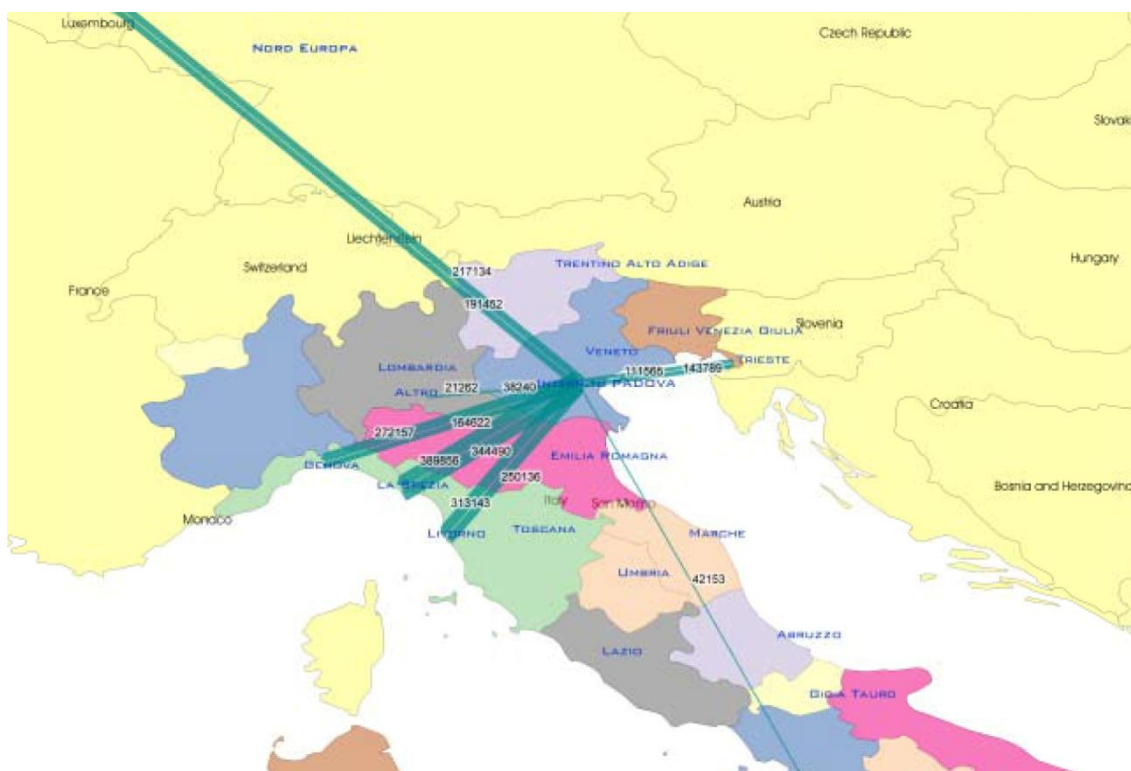 Luxembourg
Czech Republic
NORD EUROPA
Slovak
Austria
Liechtenstein
Hungary
TRENTINO ALTO ADIGE
Switzerland
217134
France
191452
Slovenia
FRIULI VENEZIA GIULIA
VENETO
TRIESTE
LOMBARDIA
111565
143789
ALTRO
21262
38240
INTERPORTO PADOVA
Croatia
272157
164622
344490
EMILIA ROMAGNA
GENOVA
389856
250136
LA SPEZIA
Bosnia and Herzegovina
313143
Italy
San Marino
Monaco
LIVORNO
TOSCANA
MARCHE
UMBRIA
42153
ABRUZZO
LAZIO
GIOIA TAURO